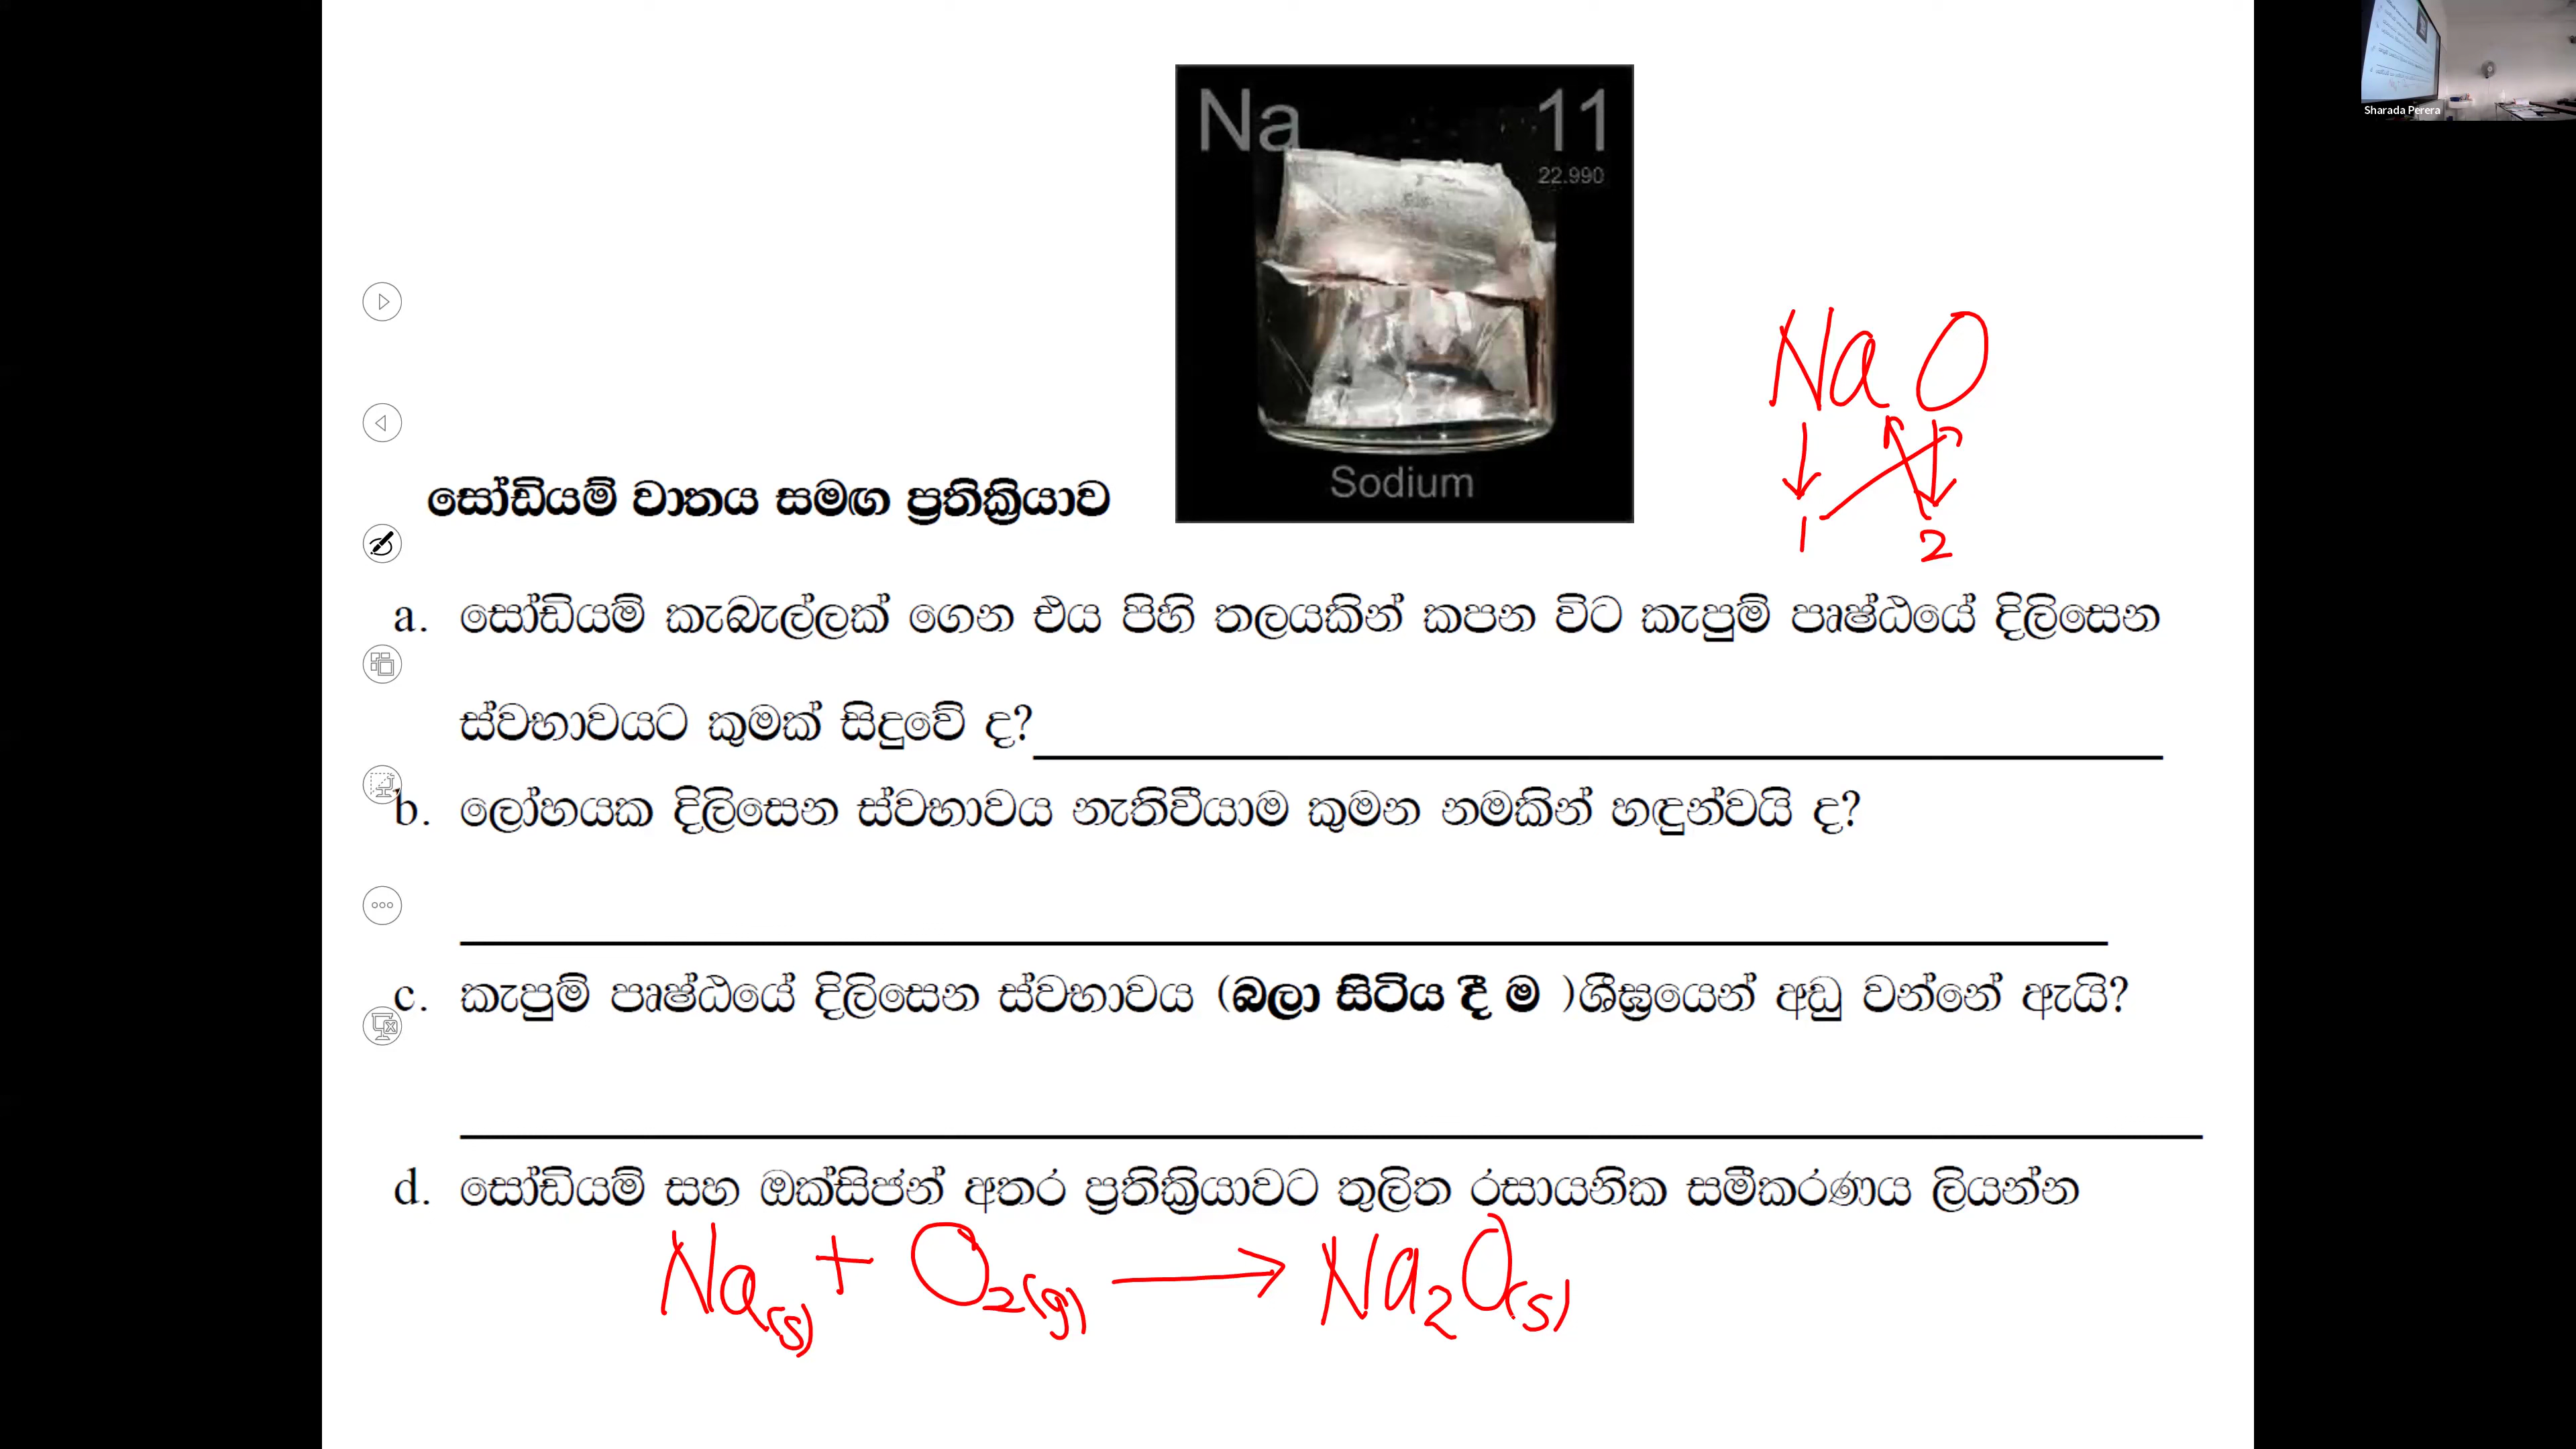 Sharada Perera
Na 11
22.990
Sodium
Na O
1 2
සෝඩියම් වාතය සමඟ ප්‍රතික්‍රියාව
a. සෝඩියම් කැබැල්ලක් ගෙන එය පිහි තලයකින් කපන විට කැපුම් පෘෂ්ඨයේ දිලිසෙන
ස්වභාවයට කුමක් සිදුවේ ද?
b. ලෝහයක දිලිසෙන ස්වභාවය නැතිවීයාම කුමන නමකින් හඳුන්වයි ද?
c. කැපුම් පෘෂ්ඨයේ දිලිසෙන ස්වභාවය (බලා සිටිය දී ම )ශීඝ්‍රයෙන් අඩු වන්නේ ඇයි?
d. සෝඩියම් සහ ඔක්සිජන් අතර ප්‍රතික්‍රියාවට තුලිත රසායනික සමීකරණය ලියන්න
Na(s) + O₂(g) → Na₂O(s)